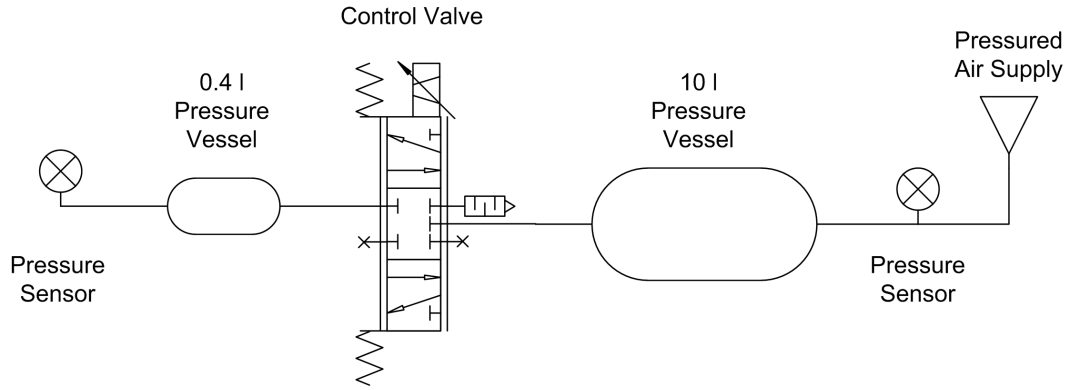 Control Valve
Pressured
Air Supply
0.4 l
Pressure
Vessel
10 l
Pressure
Vessel
Pressure
Sensor
Pressure
Sensor